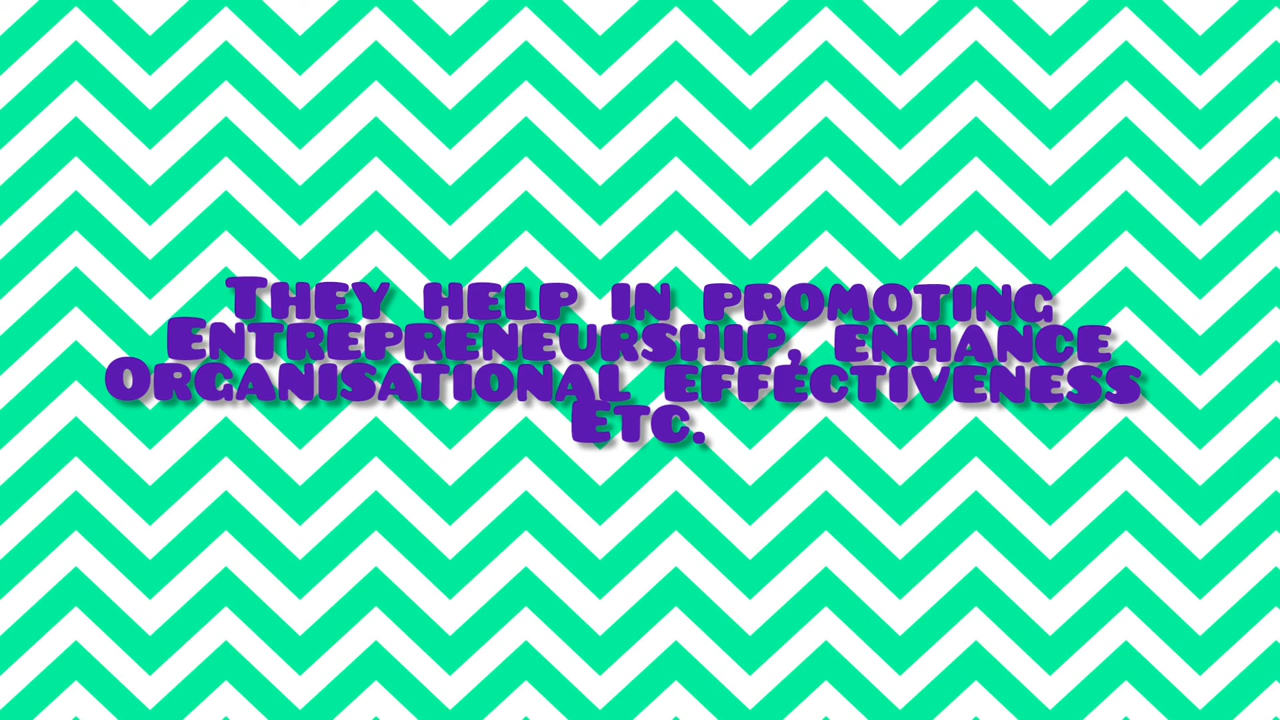 They help in promoting
Entrepreneurship, enhance
Organisational effectiveness
Etc.